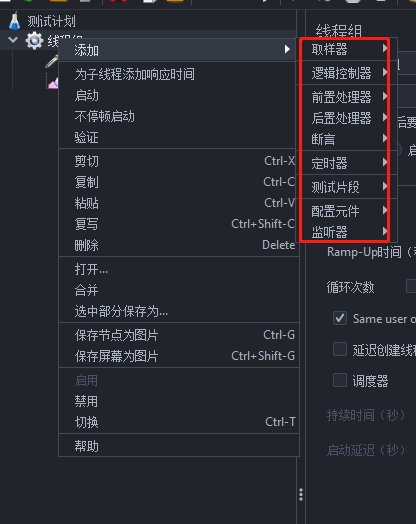 测试计划
线程组
添加
为子线程添加响应时间
启动
不停顿启动
验证
剪切 Ctrl-X
复制 Ctrl-C
粘贴 Ctrl-V
复写 Ctrl+Shift-C
删除 Delete
打开...
合并
选中部分保存为...
保存节点为图片 Ctrl-G
保存屏幕为图片 Ctrl+Shift-G
启用
禁用
切换 Ctrl-T
帮助
取样器
逻辑控制器
前置处理器
后置处理器
断言
定时器
测试片段
配置元件
监听器
线程组
后要
启
Ramp-Up时间（秒
循环次数
Same user o
延迟创建线程
调度器
持续时间（秒）
启动延迟（秒）